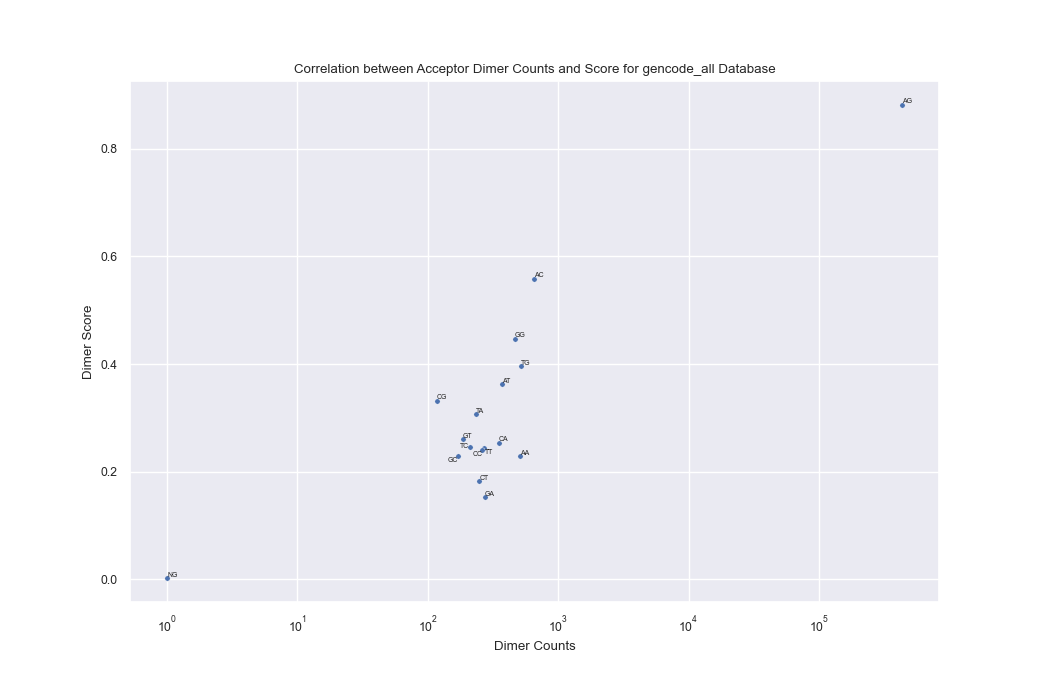 Correlation between Acceptor Dimer Counts and Score for gencode_all Database
AG
0.8
0.6
AC
GG
TG
0.4
AT
CG
TA
GT
CA
TC
CC
TT
AA
GC
0.2
CT
GA
0.0
NG
Dimer Score
10^0
10^1
10^2
10^3
10^4
10^5
Dimer Counts